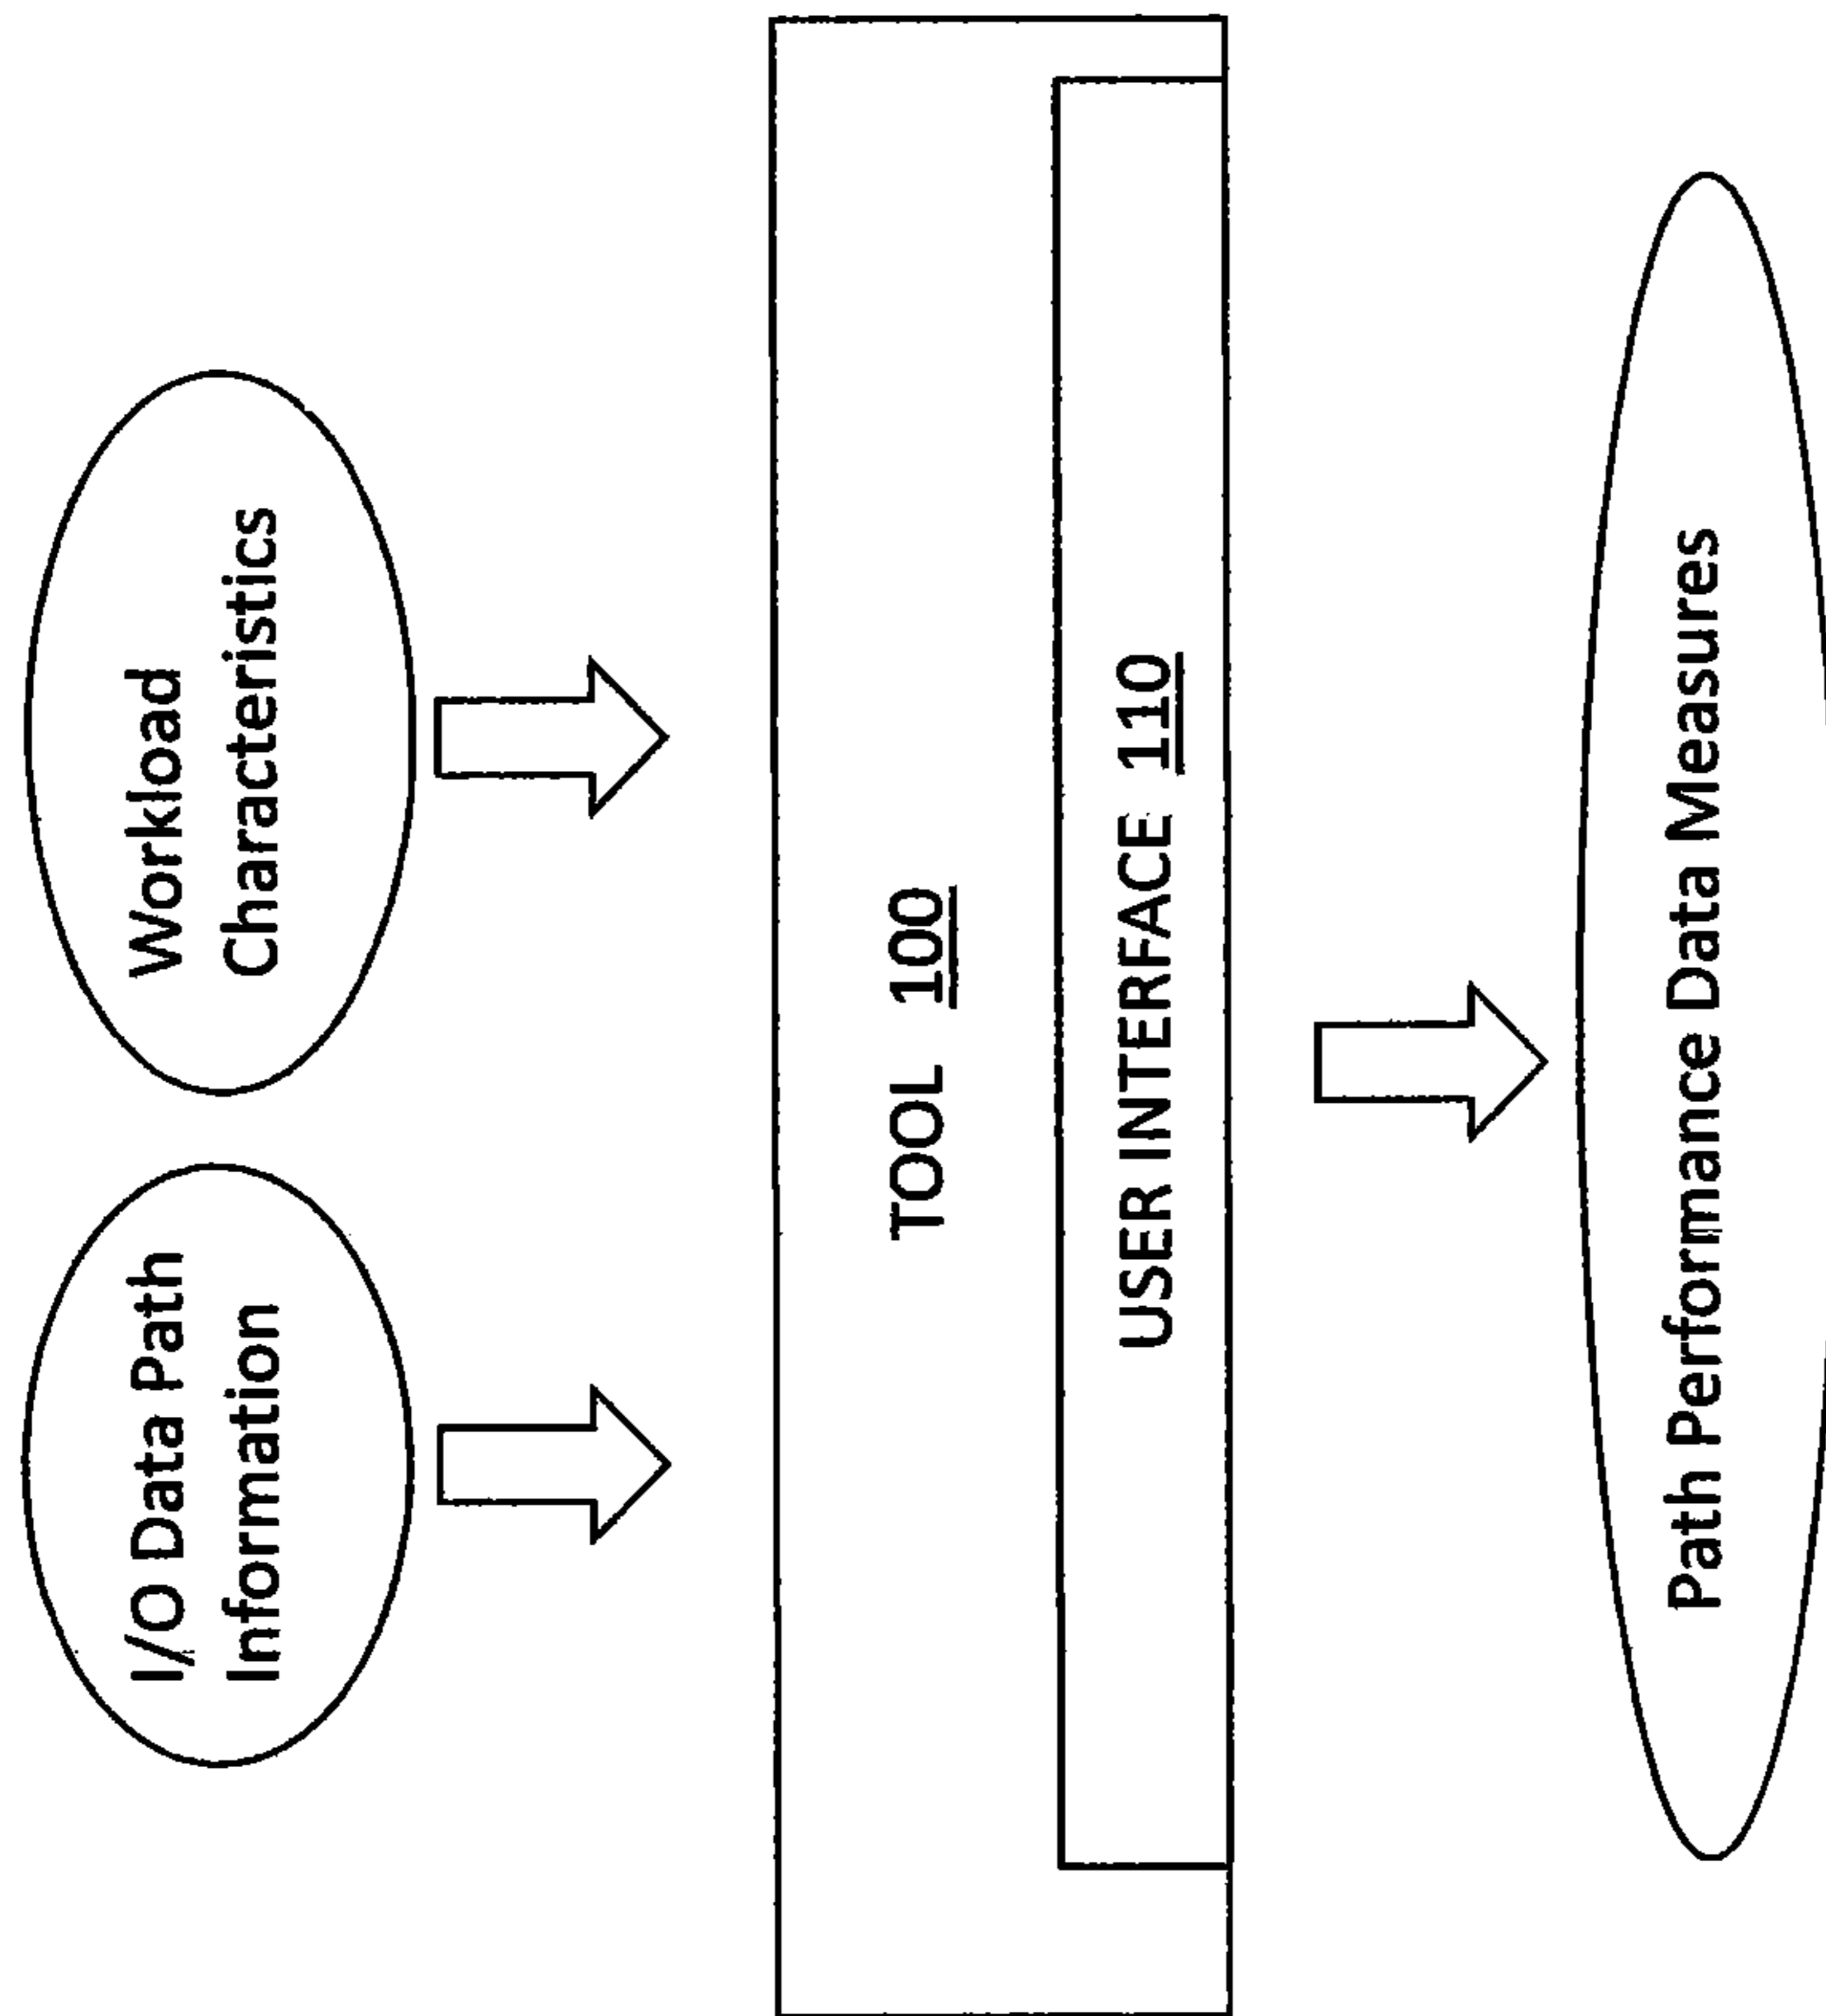 I/O Data Path
Information
Workload
Characteristics
TOOL 100
USER INTERFACE 110
Path Performance Data Measures